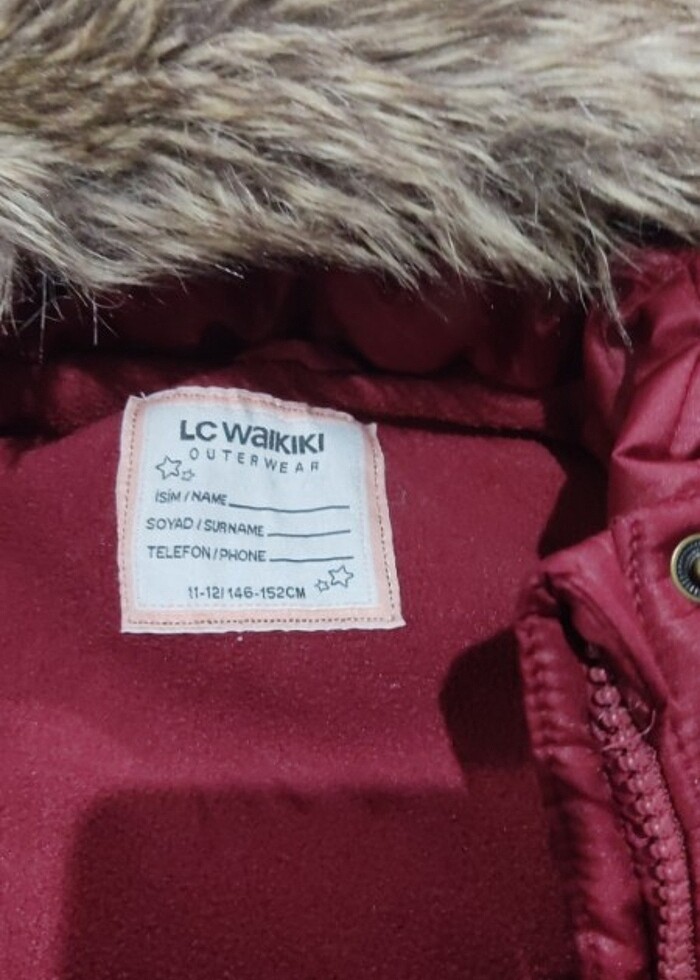 LC Waikiki
OUTERWEAR
İSİM / NAME
SOYAD / SURNAME
TELEFON / PHONE
11-12/ 146-152CM